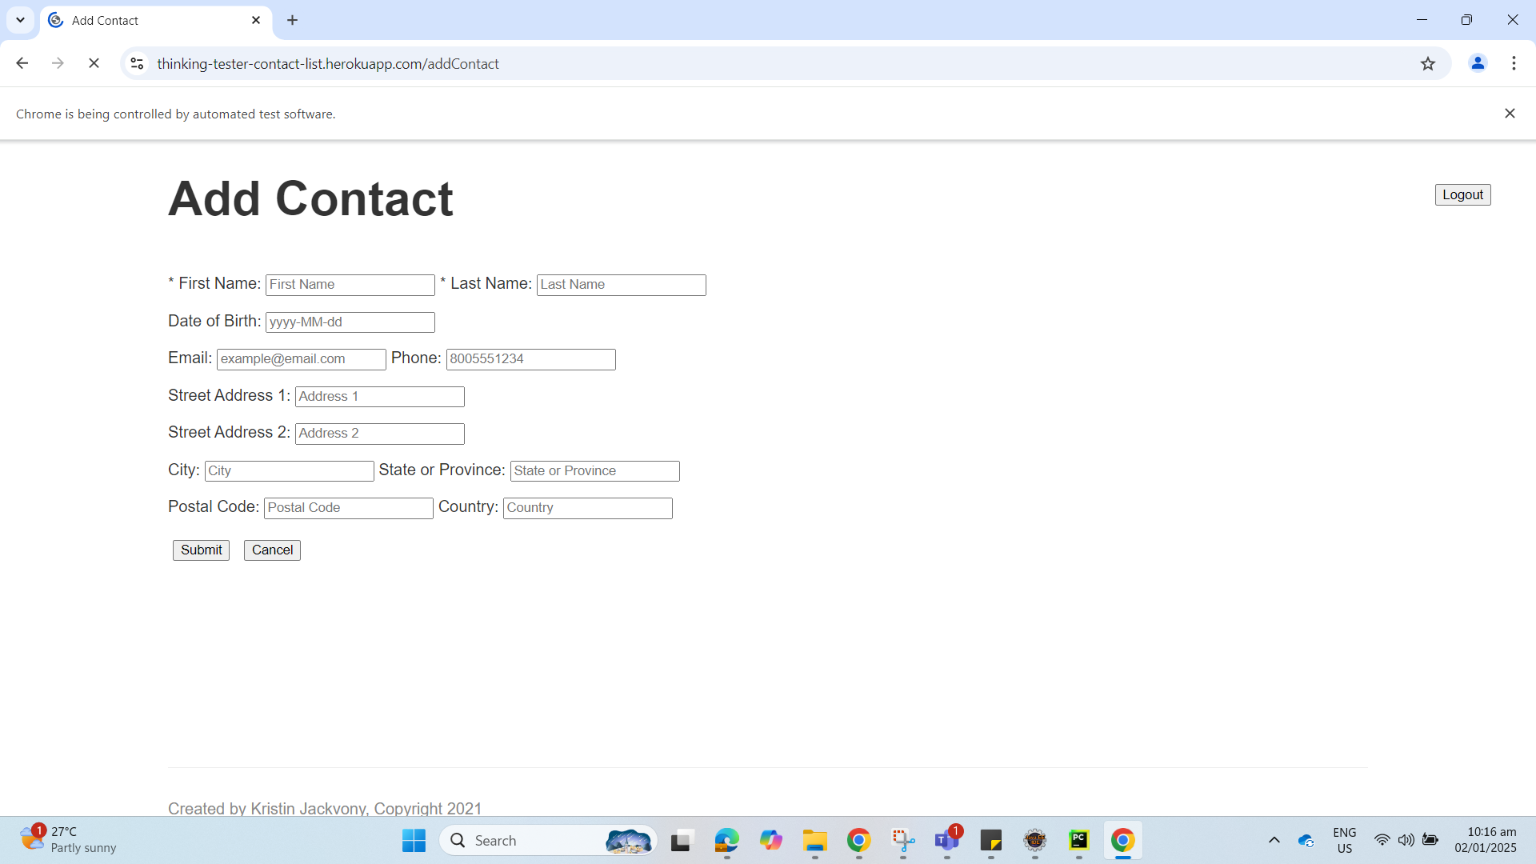 Add Contact
thinking-tester-contact-list.herokuapp.com/addContact
Chrome is being controlled by automated test software.
Add Contact
Logout
* First Name: First Name * Last Name: Last Name
Date of Birth: yyyy-MM-dd
Email: example@email.com Phone: 8005551234
Street Address 1: Address 1
Street Address 2: Address 2
City: City State or Province: State or Province
Postal Code: Postal Code Country: Country
Submit Cancel
Created by Kristin Jackvony, Copyright 2021
1
27°C
Partly sunny
Search
1
PC
ENG
US
10:16 am
02/01/2025